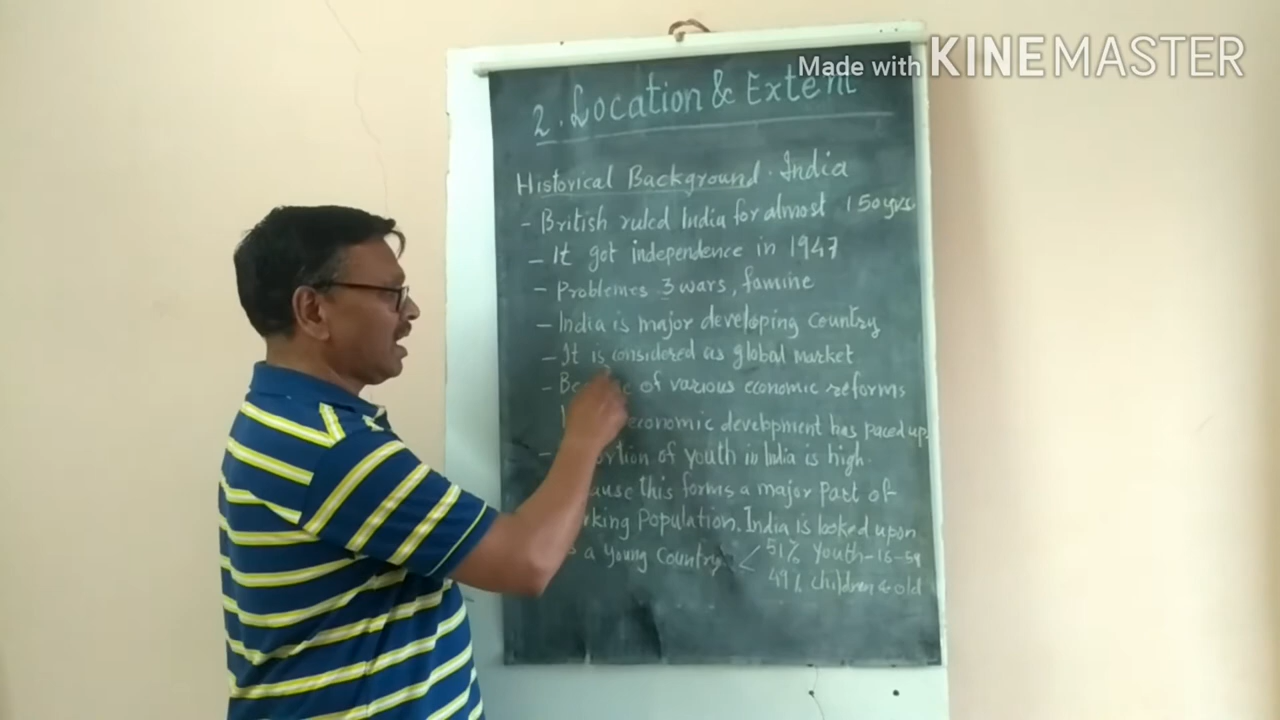 Made with KINEMASTER
2. Location & Extent
Historical Background. India
- British ruled India for almost 150yrs.
- It got independence in 1947
- Problemes 3 wars, famine
- India is major developing country
- It is considered as global market
- of various economic reforms
economic development has paced up.
- of youth in India is high.
this forms a major part of
Population. India is looked upon
a young country < 51% youth-15-59
49% children & old